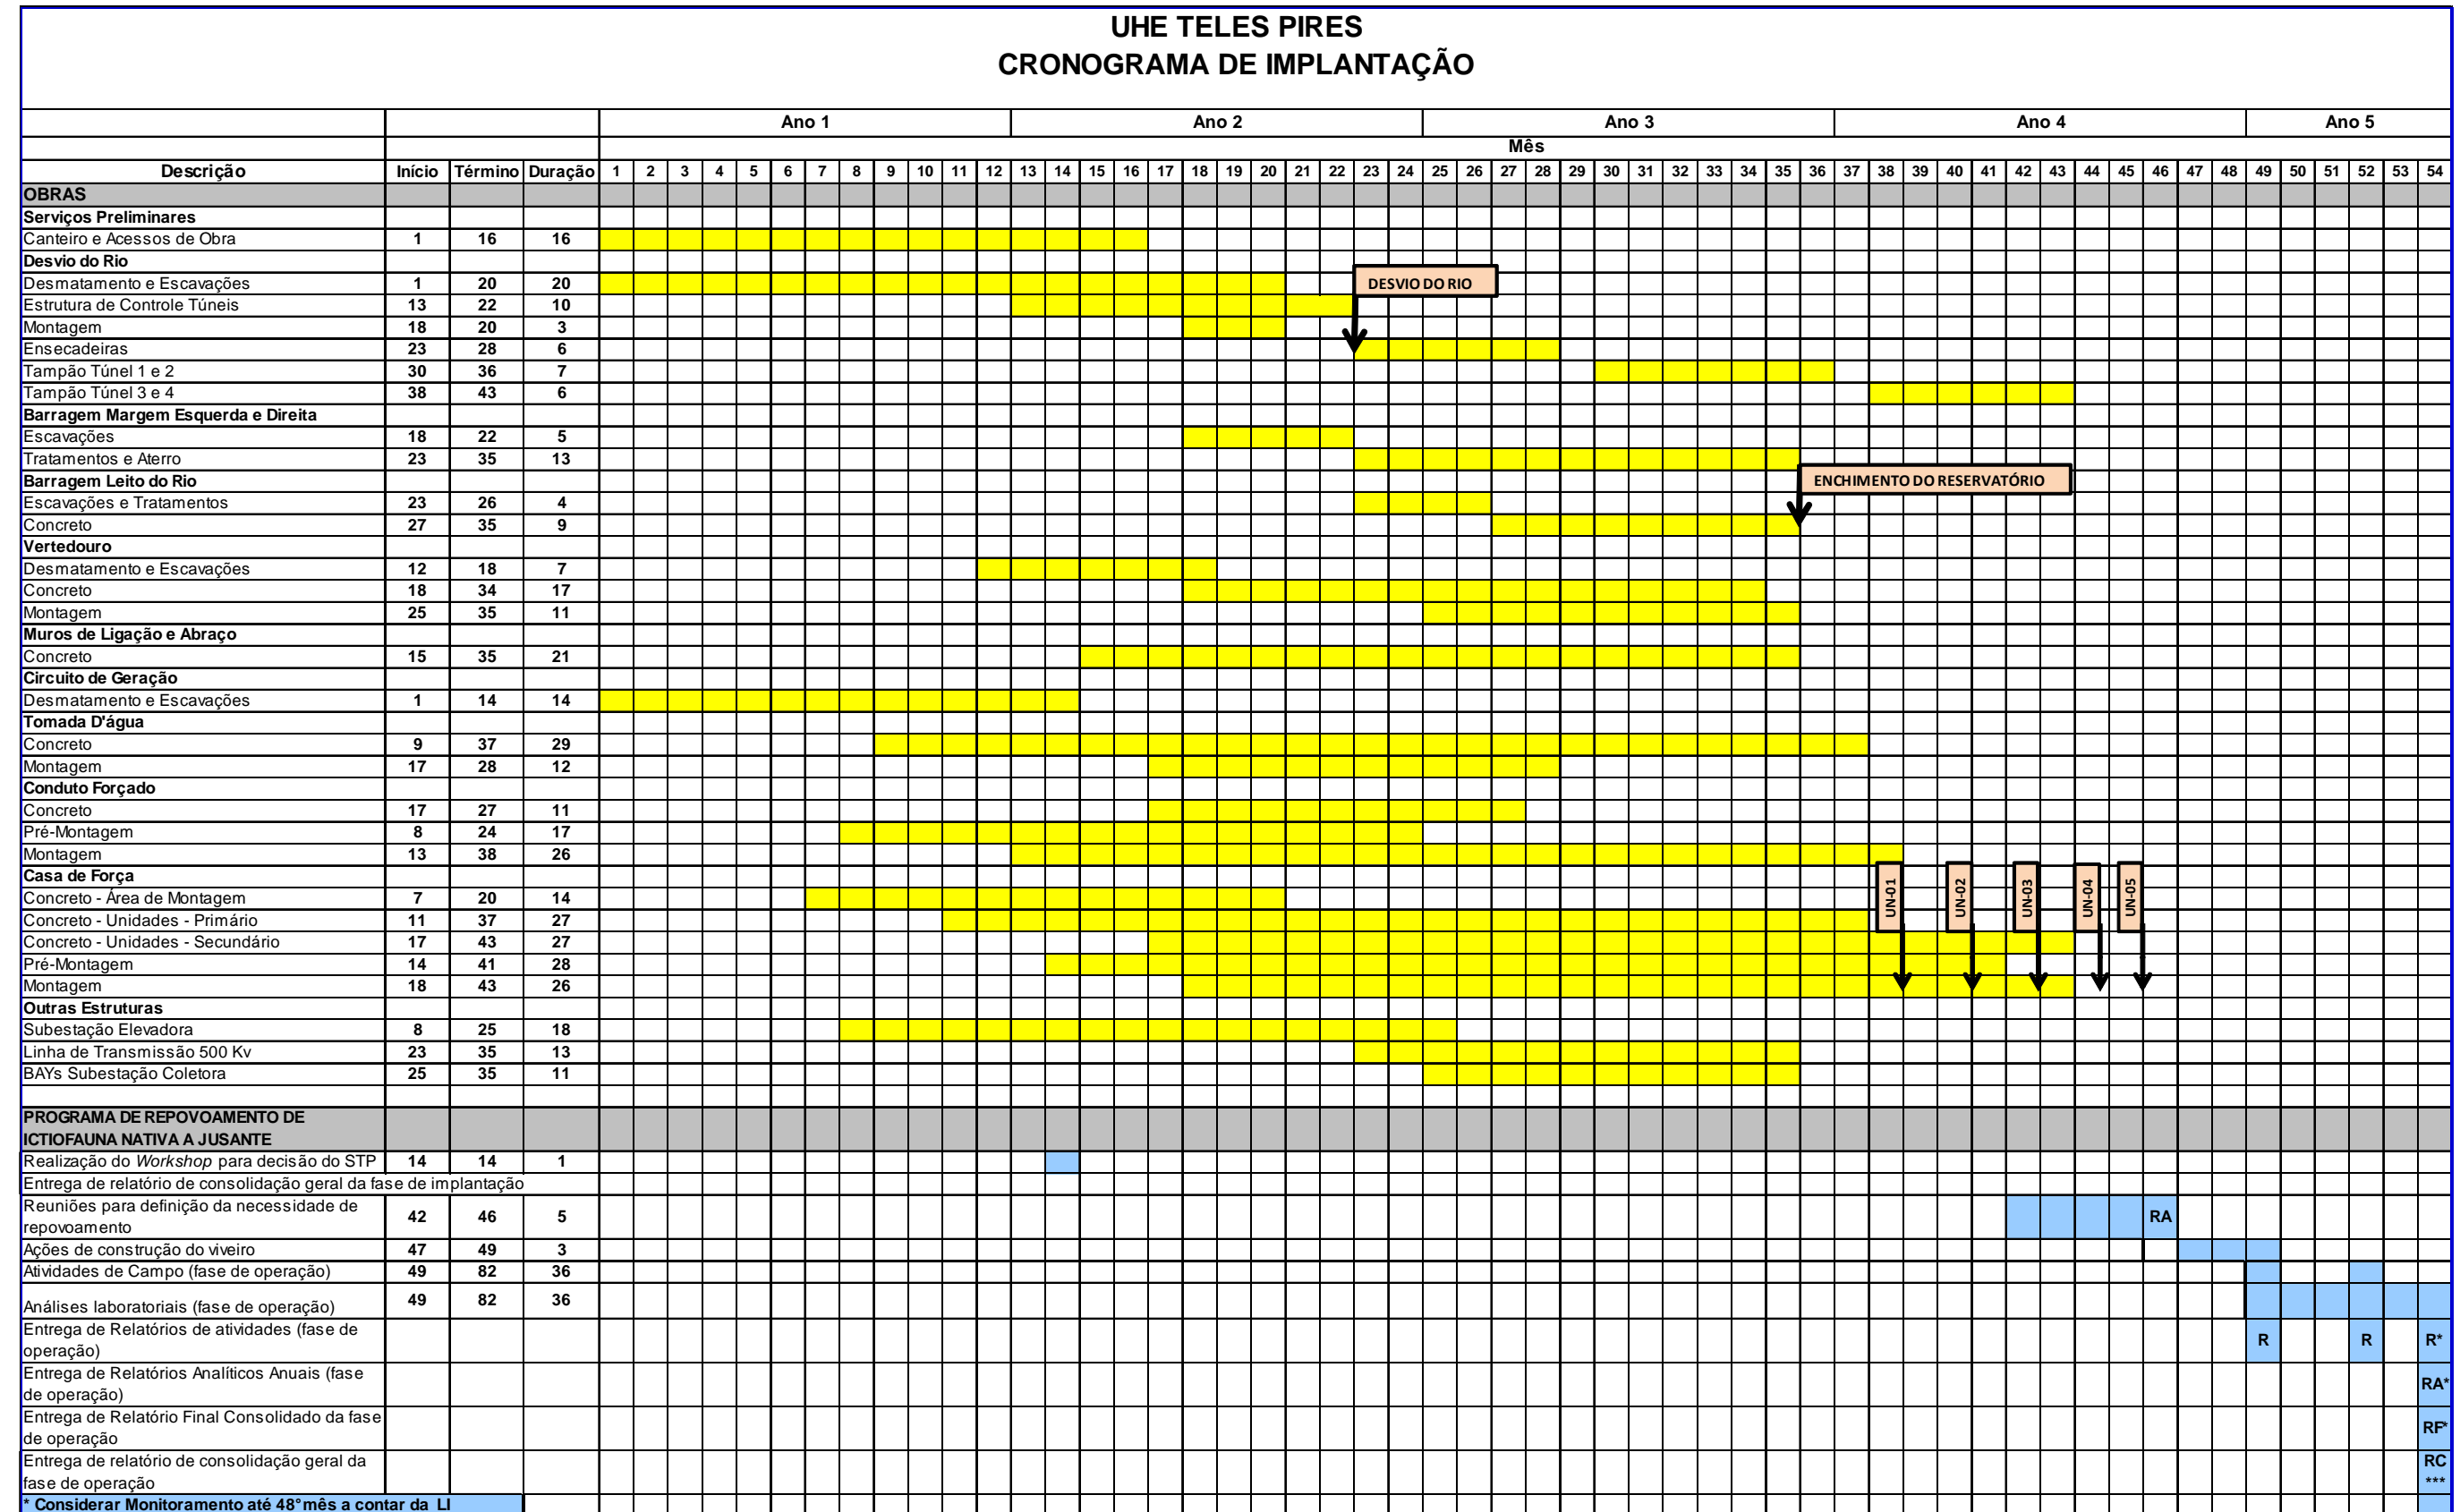 UHE TELES PIRES
CRONOGRAMA DE IMPLANTAÇÃO
Ano 1 Ano 2 Ano 3 Ano 4 Ano 5
Mês
Descrição Início Término Duração 1 2 3 4 5 6 7 8 9 10 11 12 13 14 15 16 17 18 19 20 21 22 23 24 25 26 27 28 29 30 31 32 33 34 35 36 37 38 39 40 41 42 43 44 45 46 47 48 49 50 51 52 53 54
OBRAS
Serviços Preliminares
Canteiro e Acessos de Obra 1 16 16
Desvio do Rio
Desmatamento e Escavações 1 20 20
DESVIO DO RIO
Estrutura de Controle Túneis 13 22 10
Montagem 18 20 3
Ensecadeiras 23 28 6
Tampão Túnel 1 e 2 30 36 7
Tampão Túnel 3 e 4 38 43 6
Barragem Margem Esquerda e Direita
Escavações 18 22 5
Tratamentos e Aterro 23 35 13
Barragem Leito do Rio
ENCHIMENTO DO RESERVATÓRIO
Escavações e Tratamentos 23 26 4
Concreto 27 35 9
Vertedouro
Desmatamento e Escavações 12 18 7
Concreto 18 34 17
Montagem 25 35 11
Muros de Ligação e Abraço
Concreto 15 35 21
Circuito de Geração
Desmatamento e Escavações 1 14 14
Tomada D'água
Concreto 9 37 29
Montagem 17 28 12
Conduto Forçado
Concreto 17 27 11
Pré-Montagem 8 24 17
Montagem 13 38 26
Casa de Força
UN-01 UN-02 UN-03 UN-04 UN-05
Concreto - Área de Montagem 7 20 14
Concreto - Unidades - Primário 11 37 27
Concreto - Unidades - Secundário 17 43 27
Pré-Montagem 14 41 28
Montagem 18 43 26
Outras Estruturas
Subestação Elevadora 8 25 18
Linha de Transmissão 500 Kv 23 35 13
BAYs Subestação Coletora 25 35 11
PROGRAMA DE REPOVOAMENTO DE
ICTIOFAUNA NATIVA A JUSANTE
Realização do Workshop para decisão do STP 14 14 1
Entrega de relatório de consolidação geral da fase de implantação
Reuniões para definição da necessidade de
repovoamento 42 46 5 RA
Ações de construção do viveiro 47 49 3
Atividades de Campo (fase de operação) 49 82 36
Análises laboratoriais (fase de operação) 49 82 36
Entrega de Relatórios de atividades (fase de
operação) R R R*
Entrega de Relatórios Analíticos Anuais (fase
de operação) RA*
Entrega de Relatório Final Consolidado da fase
de operação RF*
Entrega de relatório de consolidação geral da
fase de operação RC
***
* Considerar Monitoramento até 48°mês a contar da LI